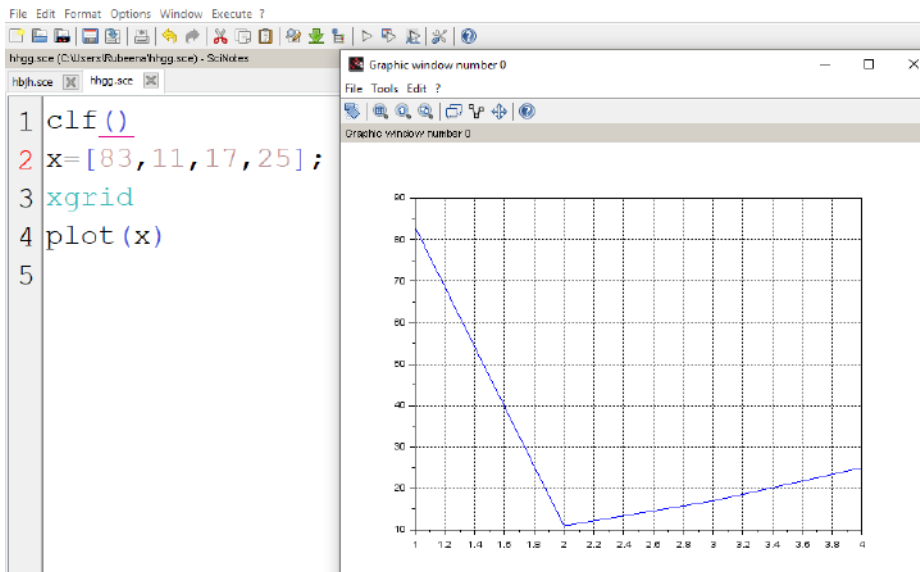 File Edit Format Options Window Execute ?
hhgg.sce (C:\Users\Rubeena\hhgg.sce) - SciNotes
hbjh.sce hhgg.sce
1 clf()
2 x=[83,11,17,25];
3 xgrid
4 plot(x)
5
Graphic window number 0
File Tools Edit ?
Graphic window number 0
90
80
70
60
50
40
30
20
10
1 1.2 1.4 1.6 1.8 2 2.2 2.4 2.6 2.8 3 3.2 3.4 3.6 3.8 4